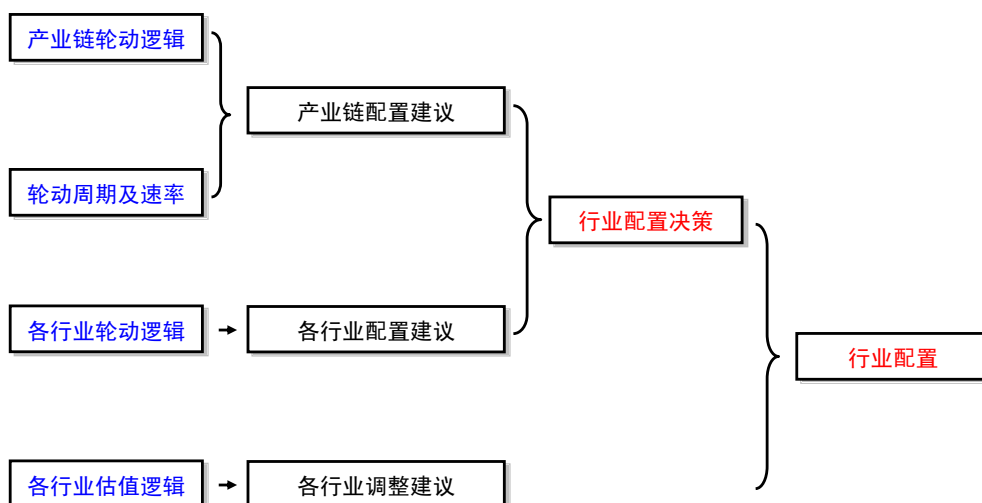 产业链轮动逻辑
产业链配置建议
轮动周期及速率
行业配置决策
各行业轮动逻辑
各行业配置建议
行业配置
各行业估值逻辑
各行业调整建议